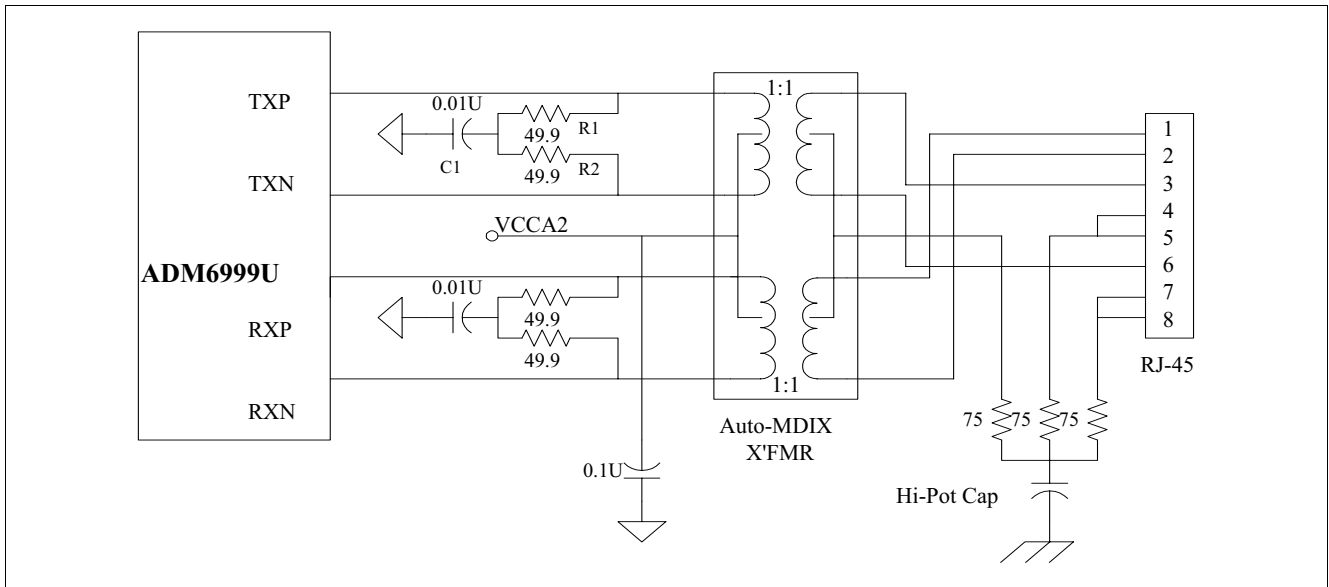 ADM6999U
TXP
TXN
RXP
RXN
0.01U
C1
49.9
R1
49.9
R2
VCCA2
0.01U
49.9
49.9
0.1U
1:1
1:1
Auto-MDIX
X'FMR
1
2
3
4
5
6
7
8
RJ-45
75
75
75
Hi-Pot Cap